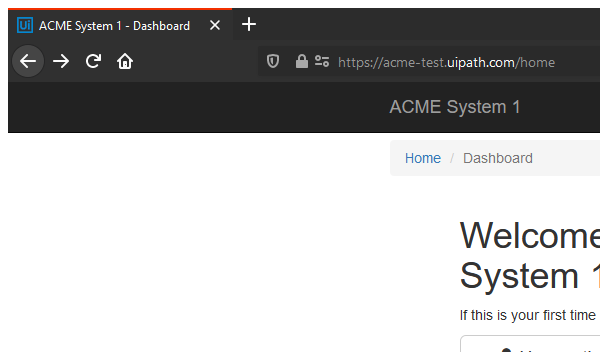 Ui ACME System 1 - Dashboard
https://acme-test.uipath.com/home
ACME System 1
Home / Dashboard
Welcome
System 1
If this is your first time